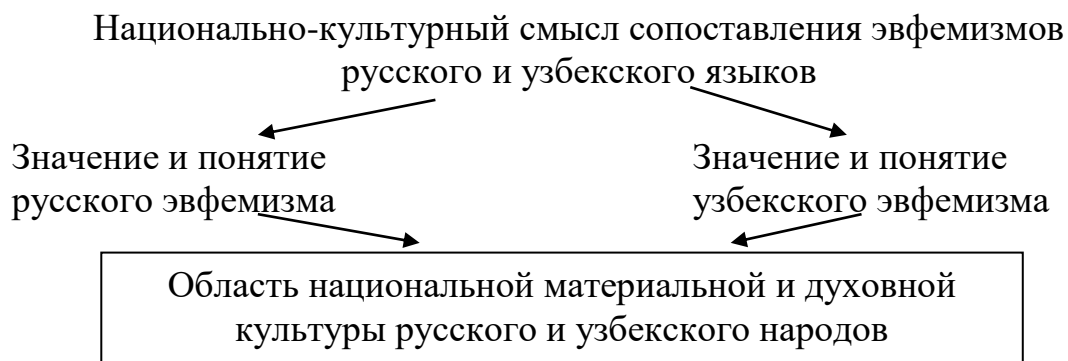 Национально-культурный смысл сопоставления эвфемизмов
русского и узбекского языков
Значение и понятие
русского эвфемизма
Значение и понятие
узбекского эвфемизма
Область национальной материальной и духовной
культуры русского и узбекского народов